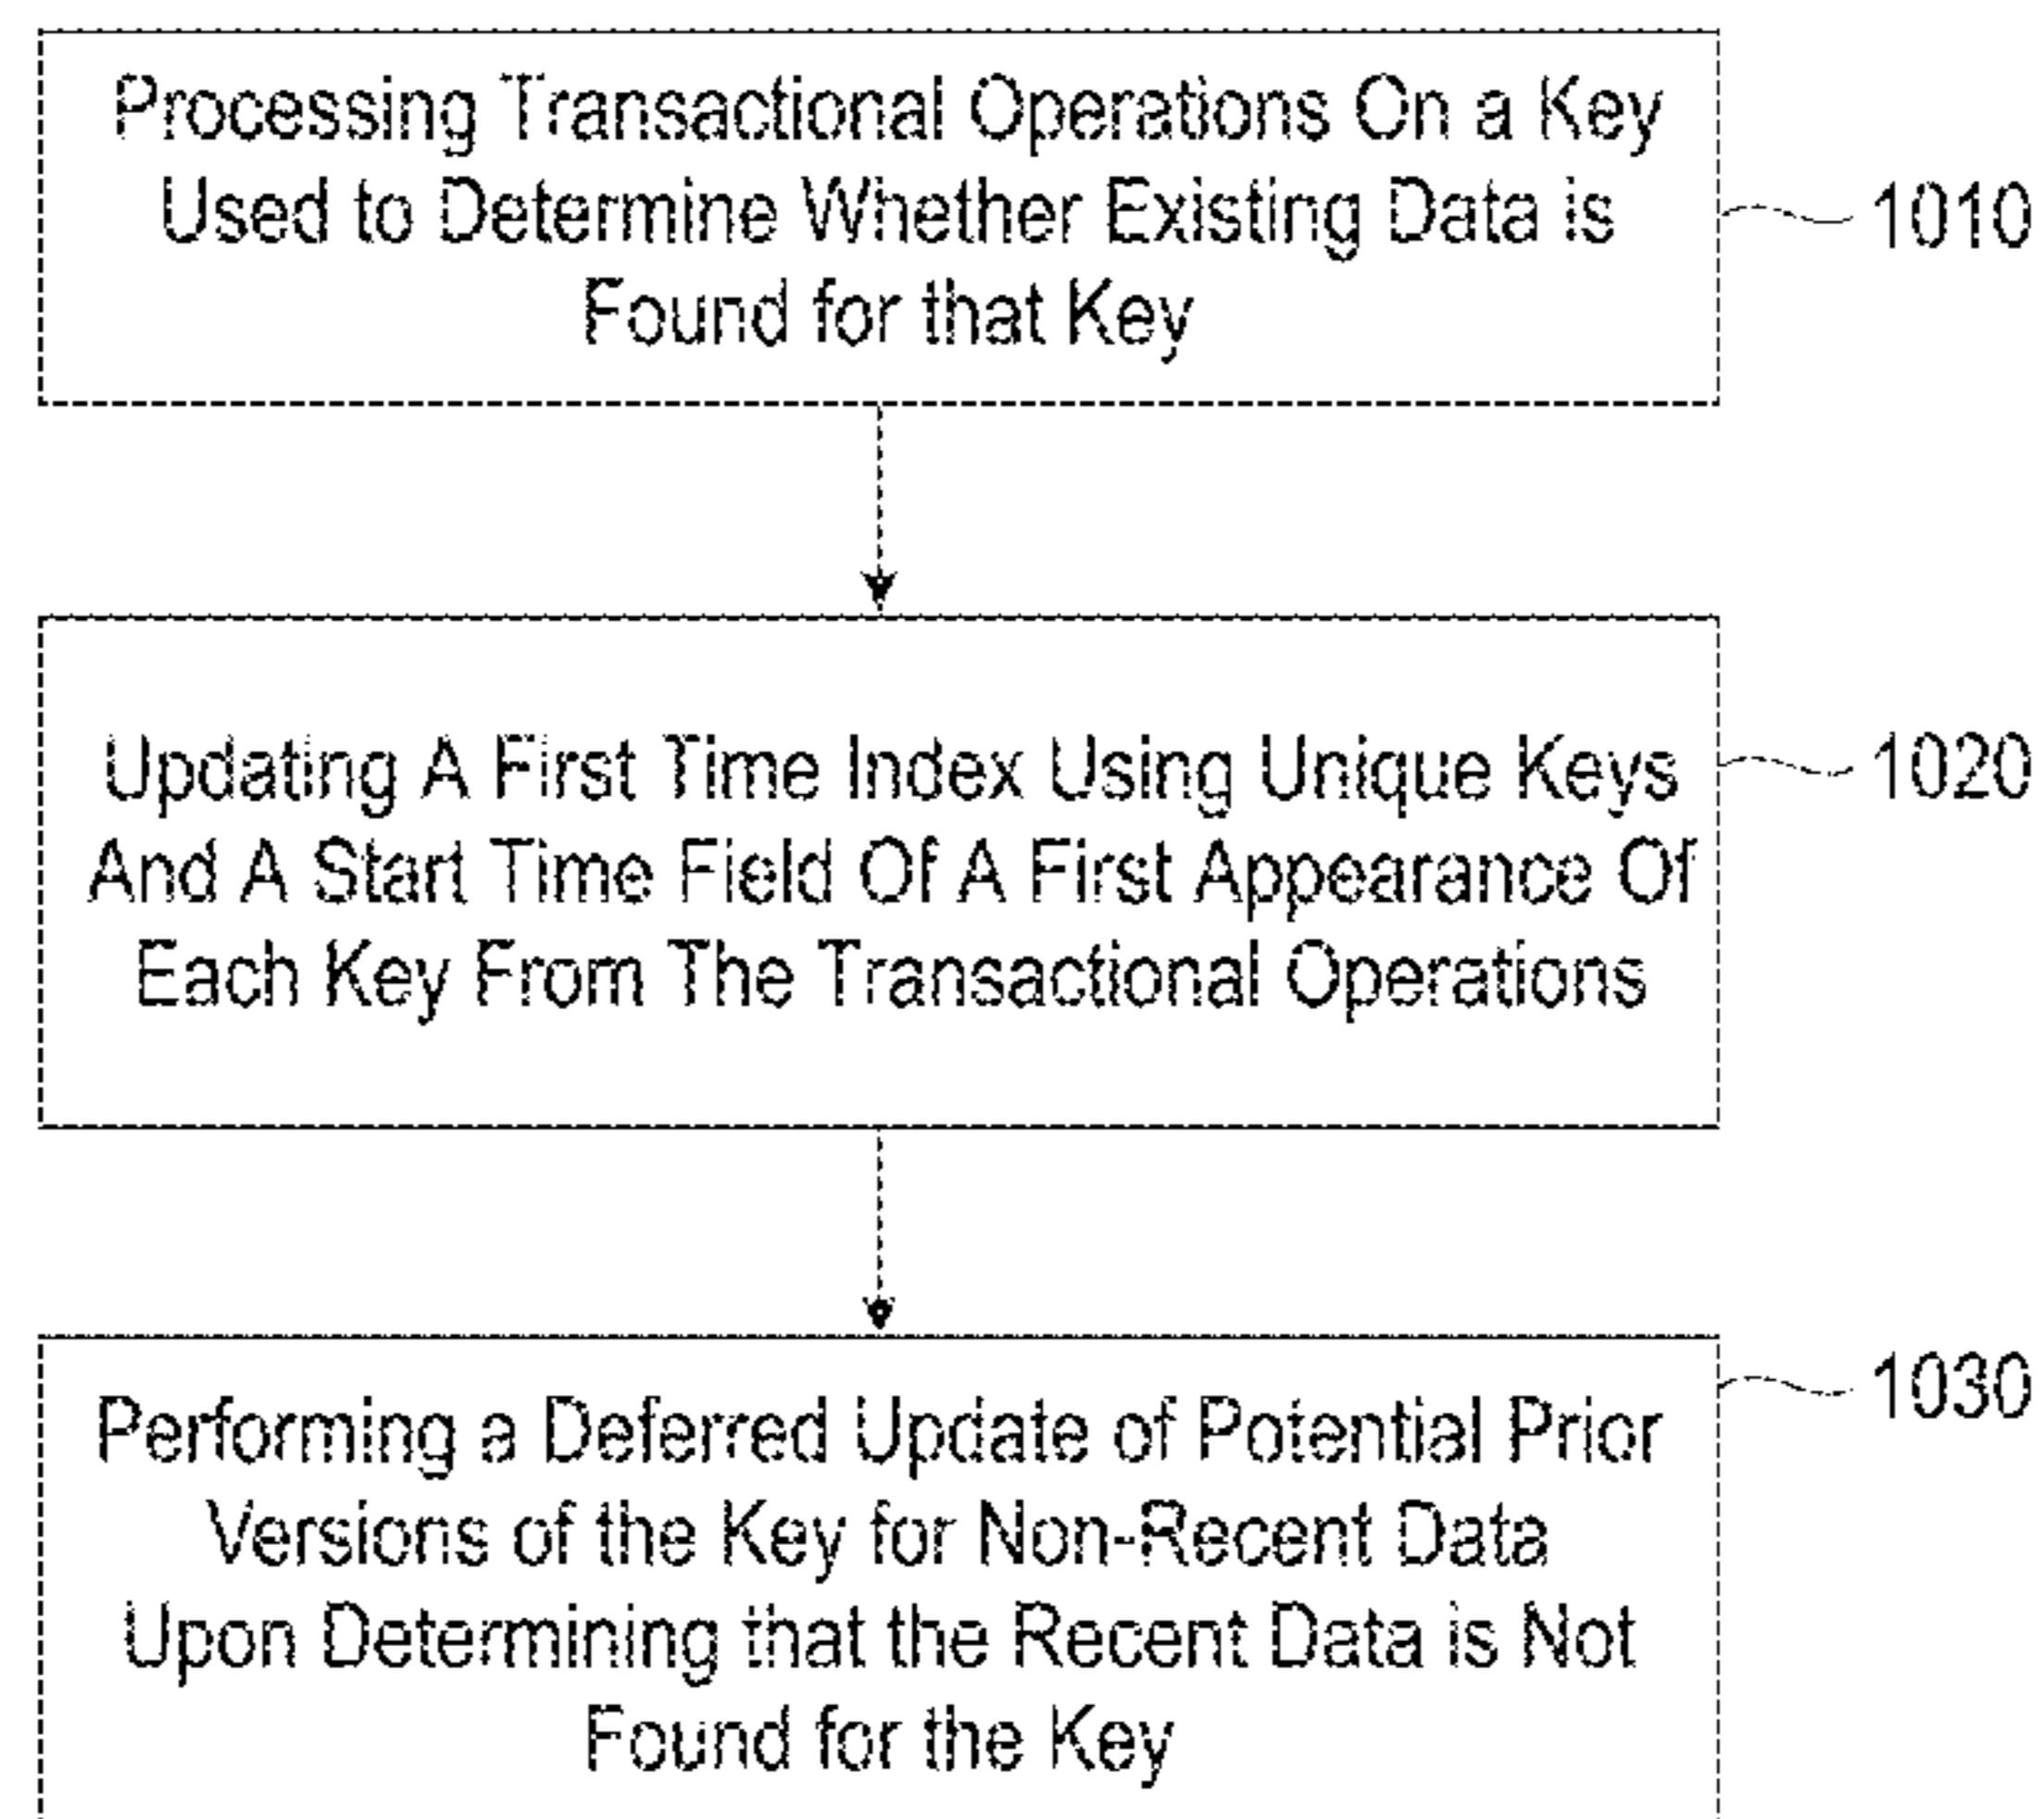 Processing Transactional Operations On a Key
Used to Determine Whether Existing Data is
Found for that Key
1010
Updating A First Time Index Using Unique Keys
And A Start Time Field Of A First Appearance Of
Each Key From The Transactional Operations
1020
Performing a Deferred Update of Potential Prior
Versions of the Key for Non-Recent Data
Upon Determining that the Recent Data is Not
Found for the Key
1030